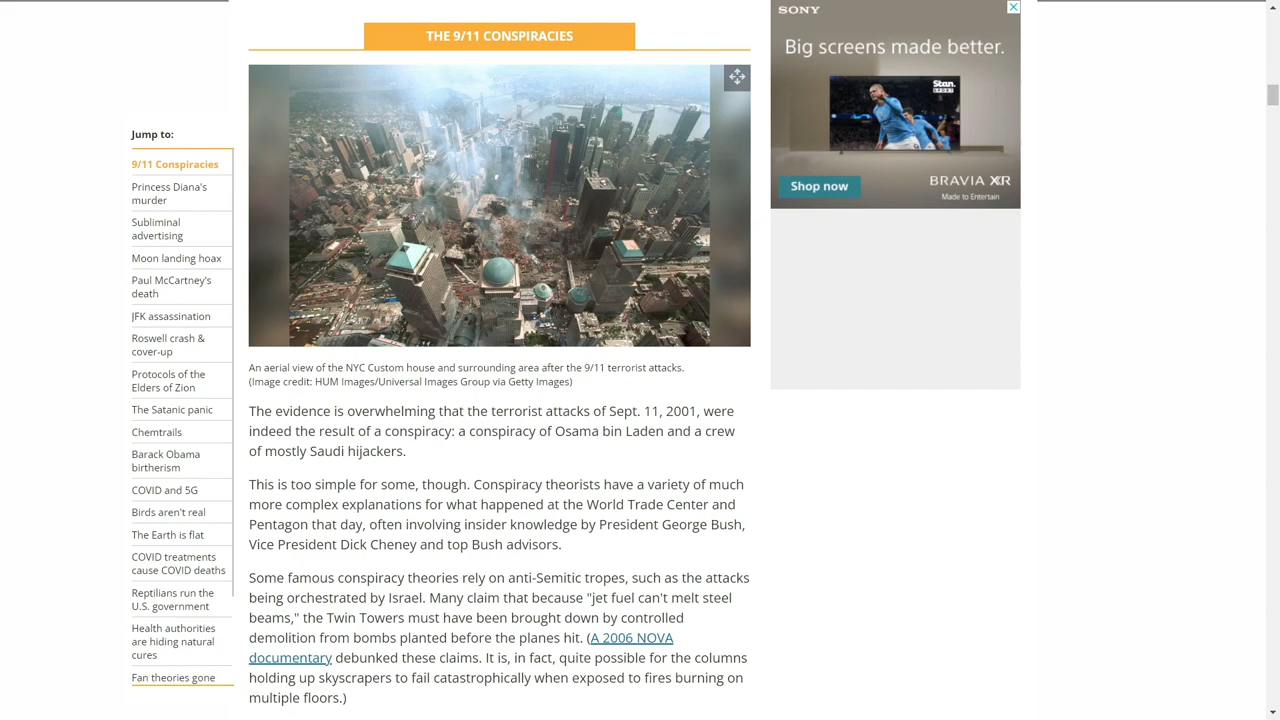 THE 9/11 CONSPIRACIES
SONY
Big screens made better.
Stan.
SPORT
Shop now
BRAVIA XR
Made to Entertain
Jump to:
9/11 Conspiracies
Princess Diana's
murder
Subliminal
advertising
Moon landing hoax
Paul McCartney's
death
JFK assassination
Roswell crash &
cover-up
Protocols of the
Elders of Zion
The Satanic panic
Chemtrails
Barack Obama
birtherism
COVID and 5G
Birds aren't real
The Earth is flat
COVID treatments
cause COVID deaths
Reptilians run the
U.S. government
Health authorities
are hiding natural
cures
Fan theories gone
An aerial view of the NYC Custom house and surrounding area after the 9/11 terrorist attacks.
(Image credit: HUM Images/Universal Images Group via Getty Images)
The evidence is overwhelming that the terrorist attacks of Sept. 11, 2001, were
indeed the result of a conspiracy: a conspiracy of Osama bin Laden and a crew
of mostly Saudi hijackers.
This is too simple for some, though. Conspiracy theorists have a variety of much
more complex explanations for what happened at the World Trade Center and
Pentagon that day, often involving insider knowledge by President George Bush,
Vice President Dick Cheney and top Bush advisors.
Some famous conspiracy theories rely on anti-Semitic tropes, such as the attacks
being orchestrated by Israel. Many claim that because "jet fuel can't melt steel
beams," the Twin Towers must have been brought down by controlled
demolition from bombs planted before the planes hit. (A 2006 NOVA
documentary debunked these claims. It is, in fact, quite possible for the columns
holding up skyscrapers to fail catastrophically when exposed to fires burning on
multiple floors.)